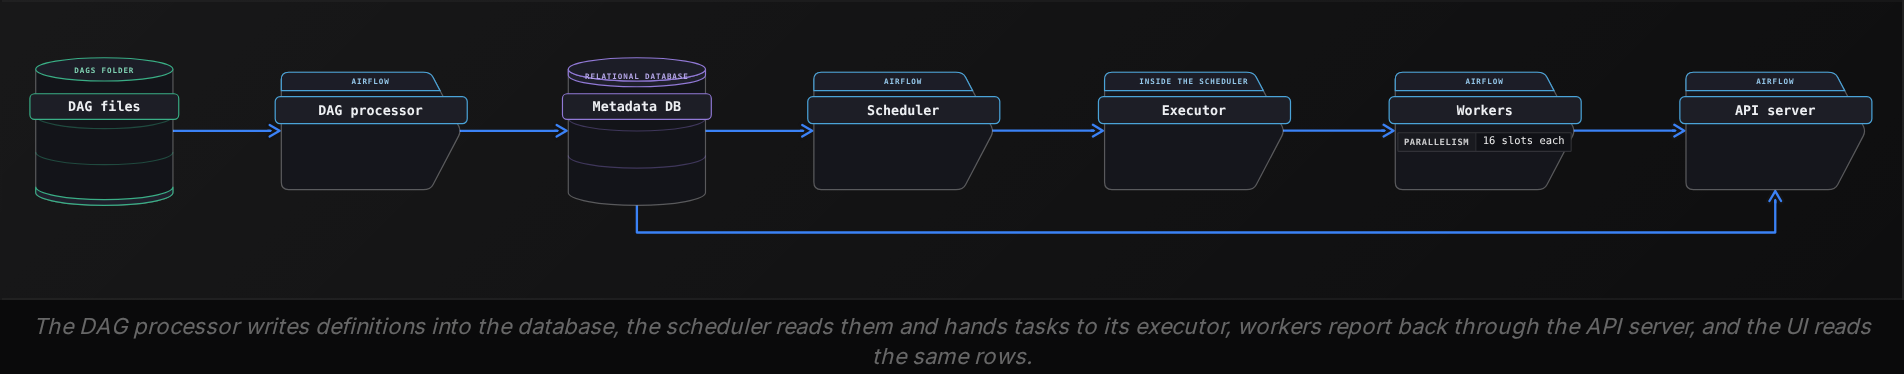 DAGS FOLDER
DAG files
AIRFLOW
DAG processor
RELATIONAL DATABASE
Metadata DB
AIRFLOW
Scheduler
INSIDE THE SCHEDULER
Executor
AIRFLOW
Workers
PARALLELISM 16 slots each
AIRFLOW
API server
The DAG processor writes definitions into the database, the scheduler reads them and hands tasks to its executor, workers report back through the API server, and the UI reads
the same rows.